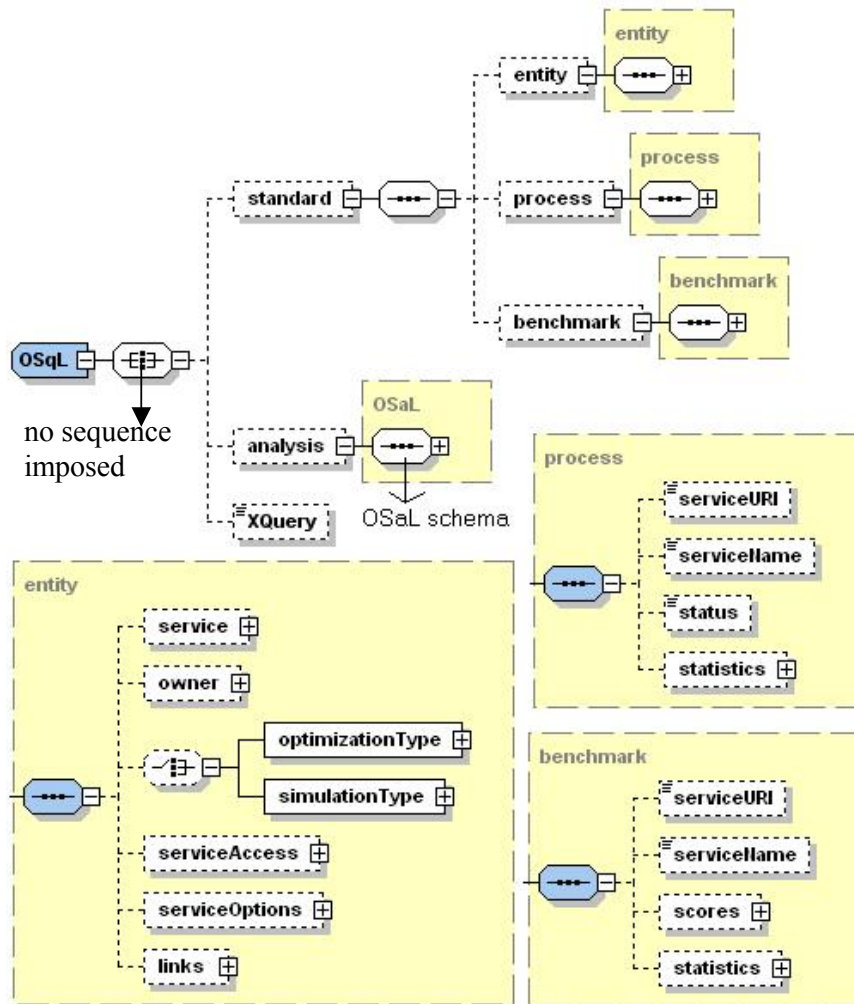 entity
entity
process
standard
process
benchmark
benchmark
OSqL
no sequence
imposed
OSaL
analysis
OSaL schema
XQuery
process
serviceURI
serviceName
status
statistics
entity
service
owner
optimizationType
simulationType
serviceAccess
serviceOptions
links
benchmark
serviceURI
serviceName
scores
statistics